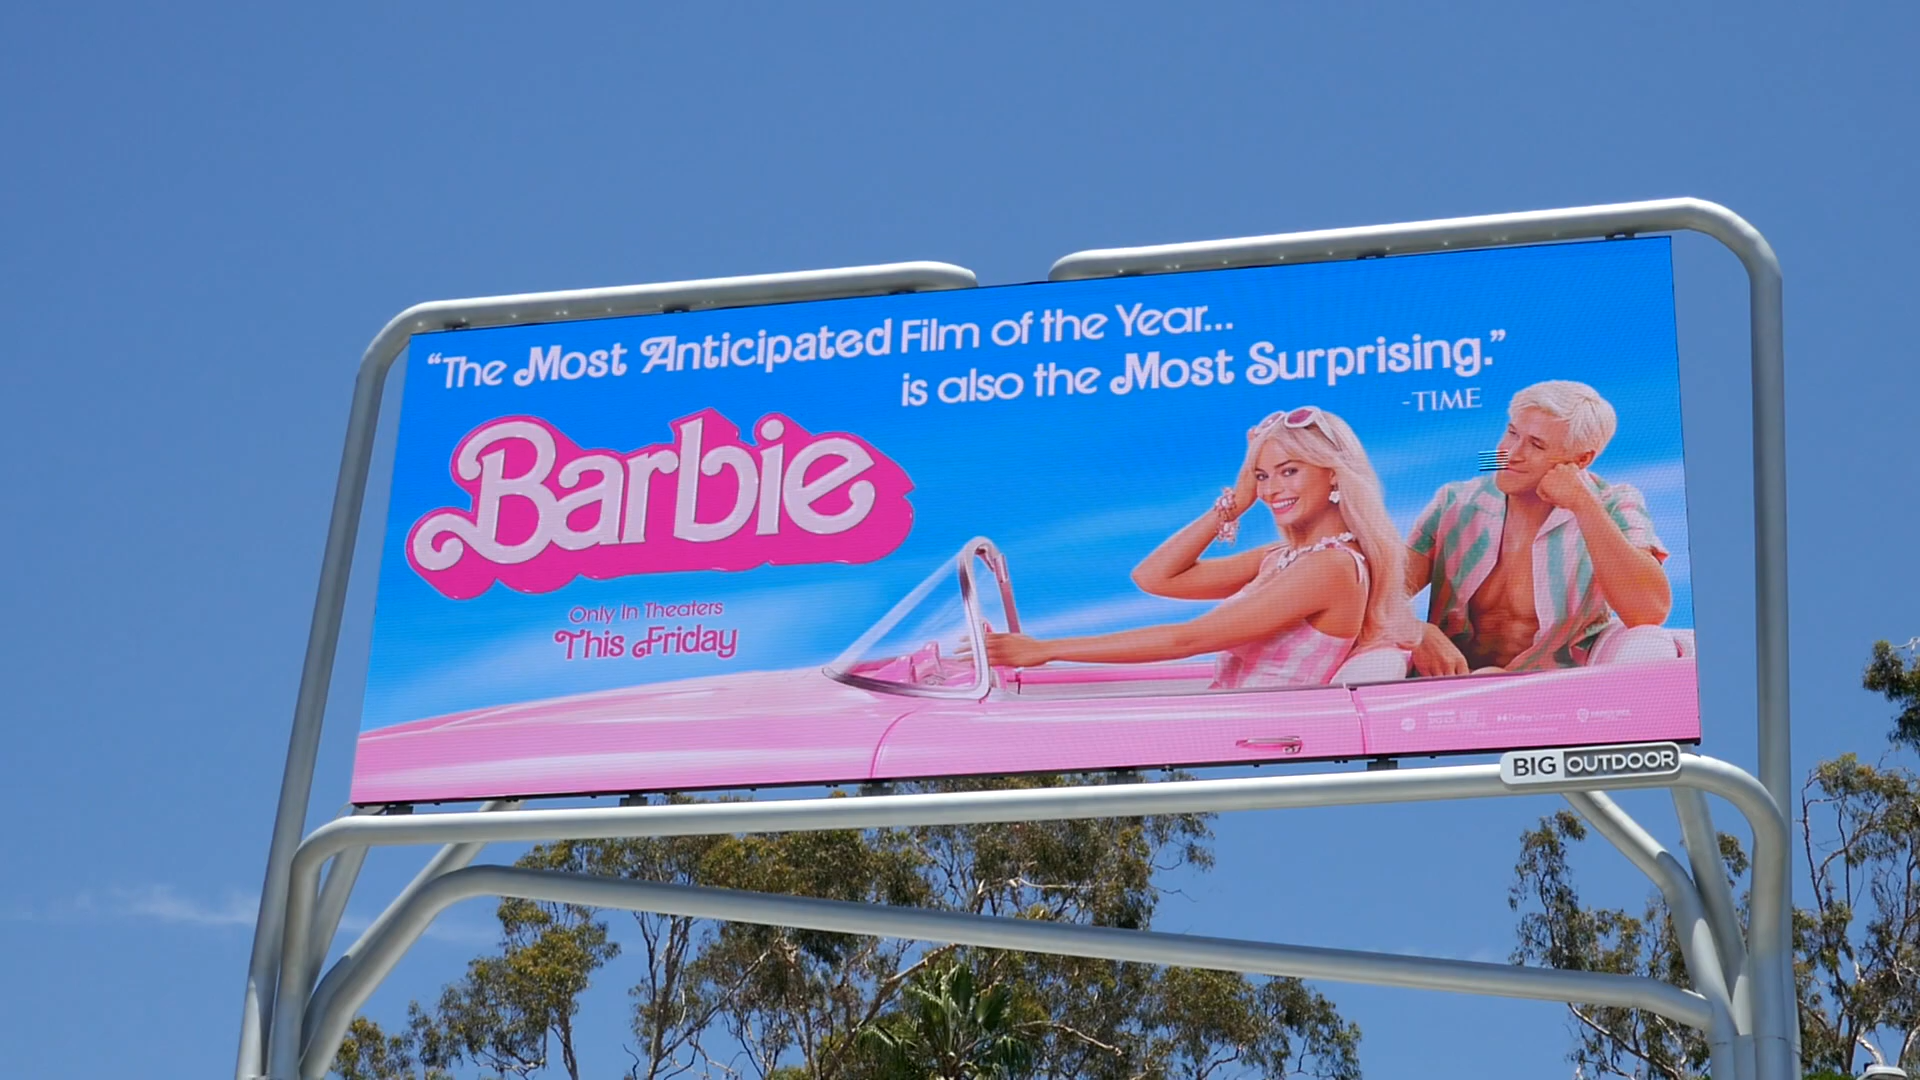 “The Most Anticipated Film of the Year...
is also the Most Surprising.”
-TIME
Barbie
Only In Theaters
This Friday
BIG OUTDOOR